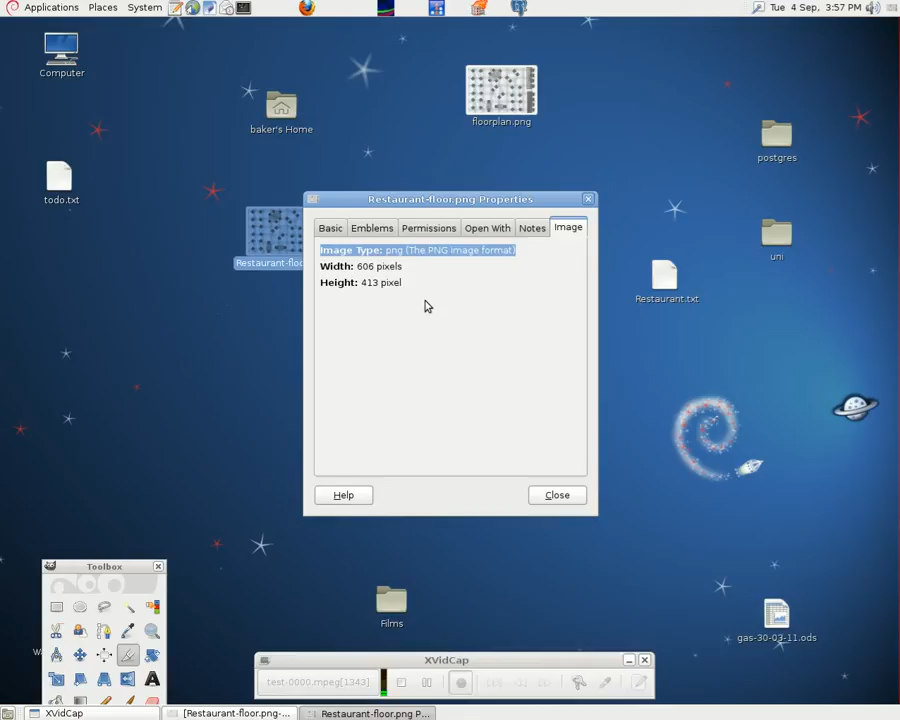 Applications Places System
Tue 4 Sep, 3:57 PM
Computer
floorplan.png
baker's Home
postgres
todo.txt
Restaurant-floor.png Properties
Basic Emblems Permissions Open With Notes Image
Image Type: png (The PNG image format)
Width: 606 pixels
Height: 413 pixel
Restaurant-floo
uni
Restaurant.txt
Help Close
Toolbox
Films
gas-30-03-11.ods
XVidCap
test-0000.mpeg[1343]
XVidCap [Restaurant-floor.png-... Restaurant-floor.png P...